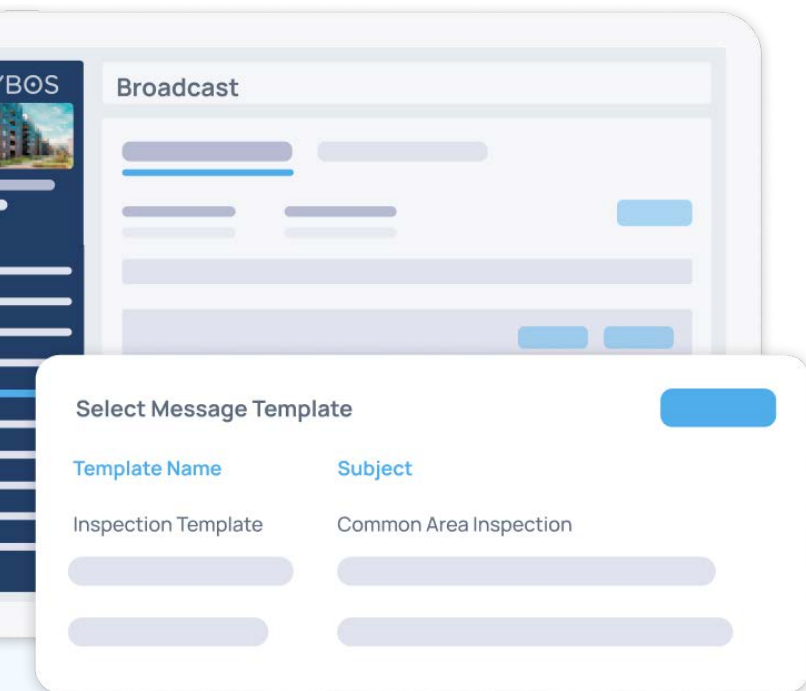 YBOS
Broadcast
Select Message Template
Template Name
Subject
Inspection Template
Common Area Inspection